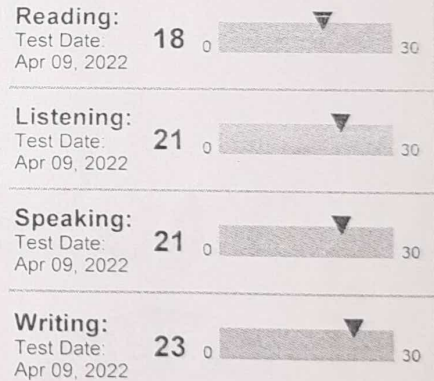 Reading:
Test Date:
Apr 09, 2022
18
0
30
Listening:
Test Date:
Apr 09, 2022
21
0
30
Speaking:
Test Date:
Apr 09, 2022
21
0
30
Writing:
Test Date:
Apr 09, 2022
23
0
30